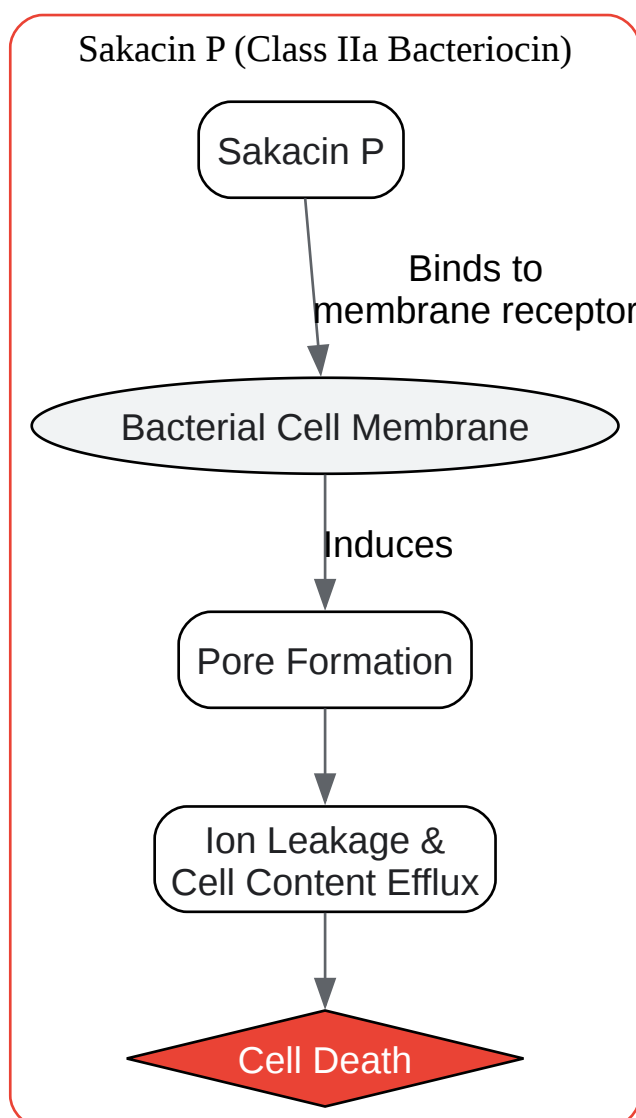 Sakacin P (Class IIa Bacteriocin)
Sakacin P
Binds to
membrane receptor
Bacterial Cell Membrane
Induces
Pore Formation
Ion Leakage &
Cell Content Efflux
Cell Death